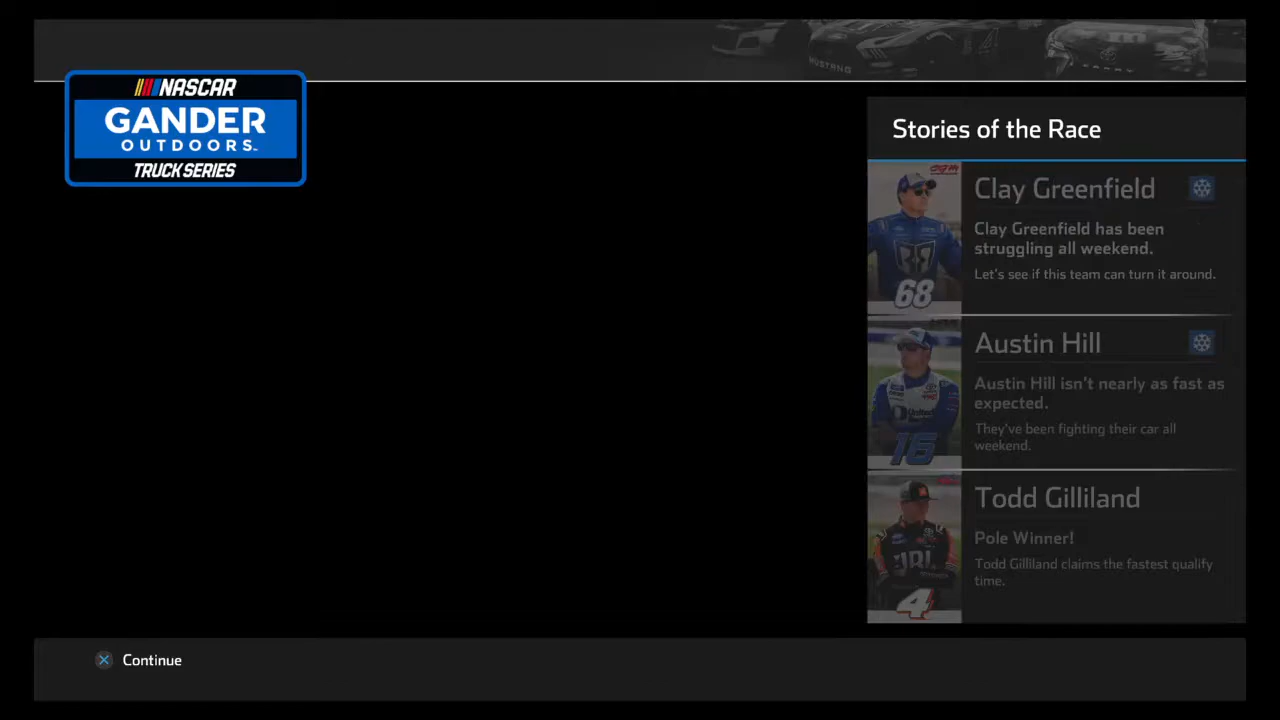 MUSTANG
4
NASCAR
GANDER
OUTDOORS
TRUCK SERIES
Stories of the Race
Clay Greenfield
Clay Greenfield has been
struggling all weekend.
Let's see if this team can turn it around.
68
Austin Hill
Austin Hill isn't nearly as fast as
expected.
They've been fighting their car all
weekend.
16
Todd Gilliland
Pole Winner!
Todd Gilliland claims the fastest qualify
time.
4
Continue